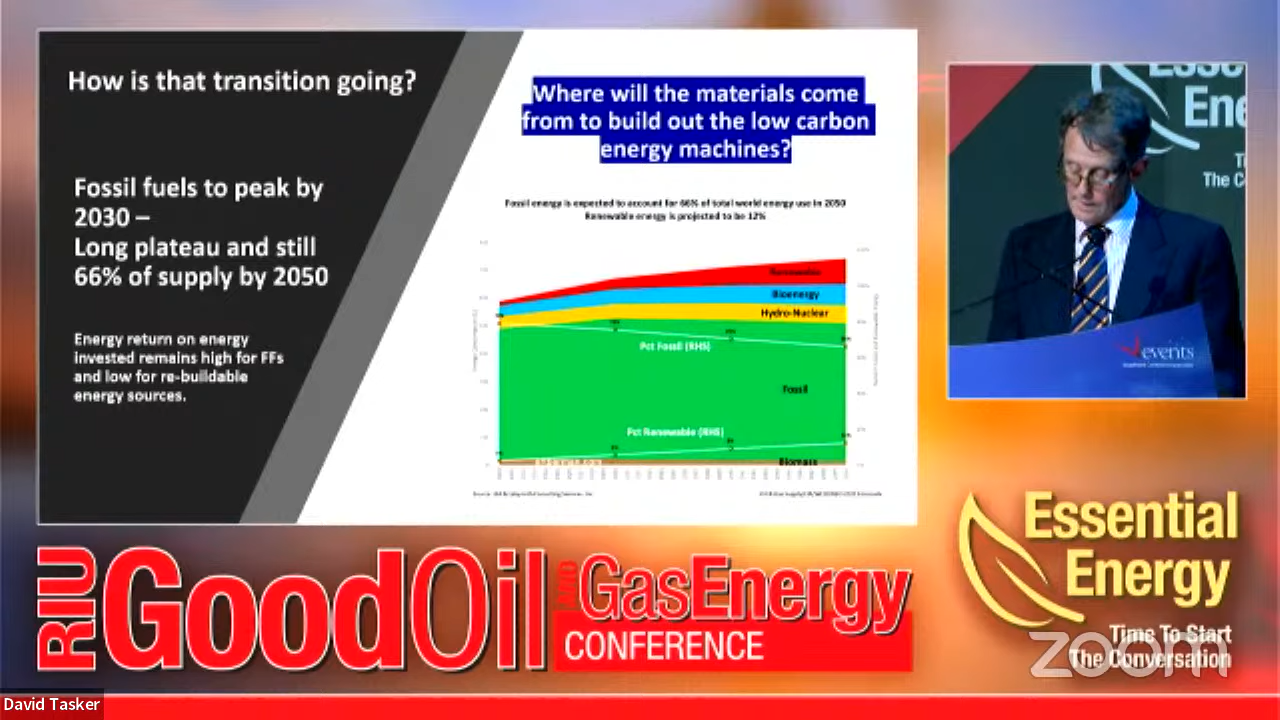 How is that transition going?
Fossil fuels to peak by
2030 –
Long plateau and still
66% of supply by 2050
Energy return on energy
invested remains high for FFs
and low for re-buildable
energy sources.
Where will the materials come
from to build out the low carbon
energy machines?
Fossil energy is expected to account for 66% of total world energy use in 2050
Renewable energy is projected to be 12%
Renewable
Bioenergy
Hydro-Nuclear
Pct Fossil (RHS)
Fossil
Pct Renewable (RHS)
Biomass
Esse
Ene
The C
events
RIU
GoodOil
AND
GasEnergy
CONFERENCE
Essential
Energy
Time To Start
The Conversation
zoom
David Tasker